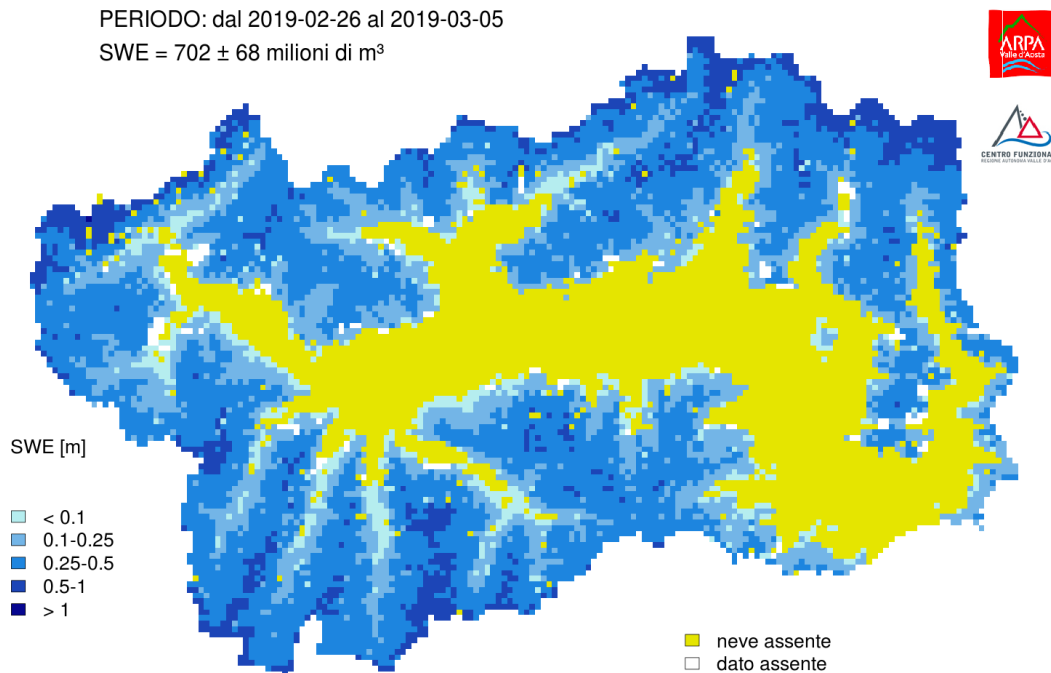 PERIODO: dal 2019-02-26 al 2019-03-05
SWE = 702 ± 68 milioni di m³
ARPA
Valle d'Aosta
CENTRO FUNZIONA
SWE [m]
< 0.1
0.1-0.25
0.25-0.5
0.5-1
> 1
neve assente
dato assente